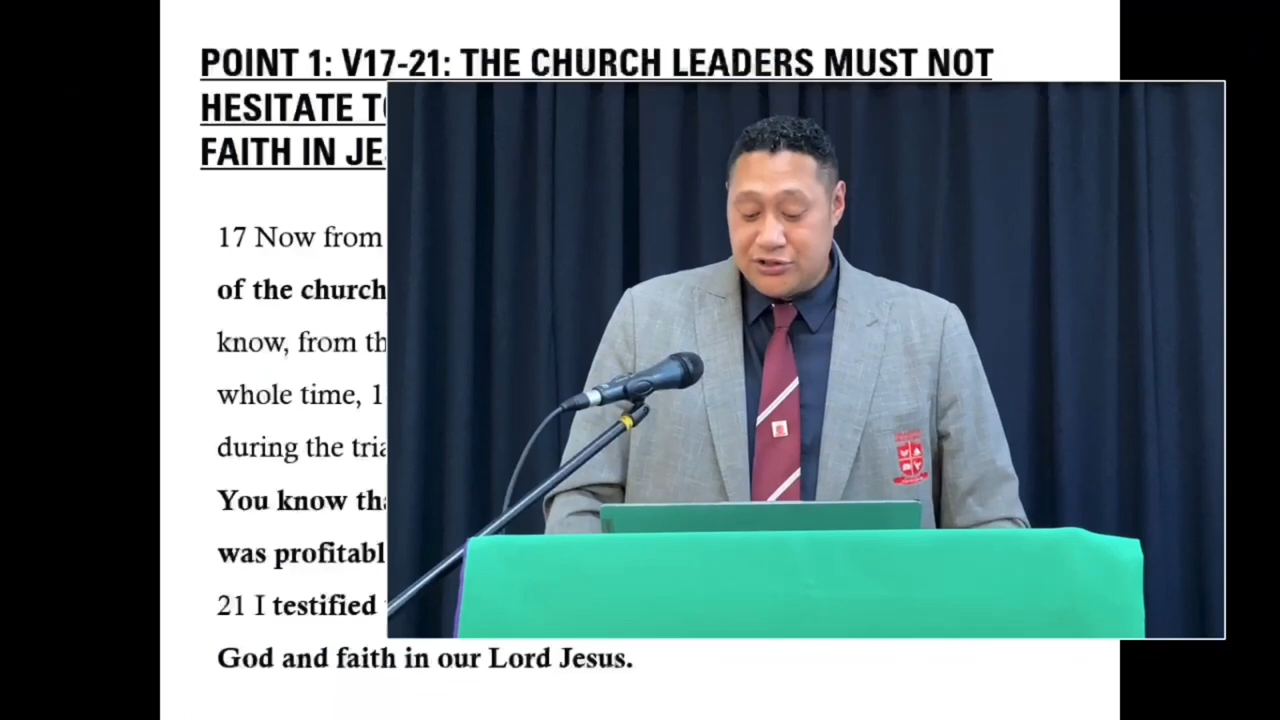 POINT 1: V17-21: THE CHURCH LEADERS MUST NOT
HESITATE TO
FAITH IN JE
17 Now from
of the church
know, from th
whole time, 1
during the tria
You know tha
was profitabl
21 I testified
God and faith in our Lord Jesus.